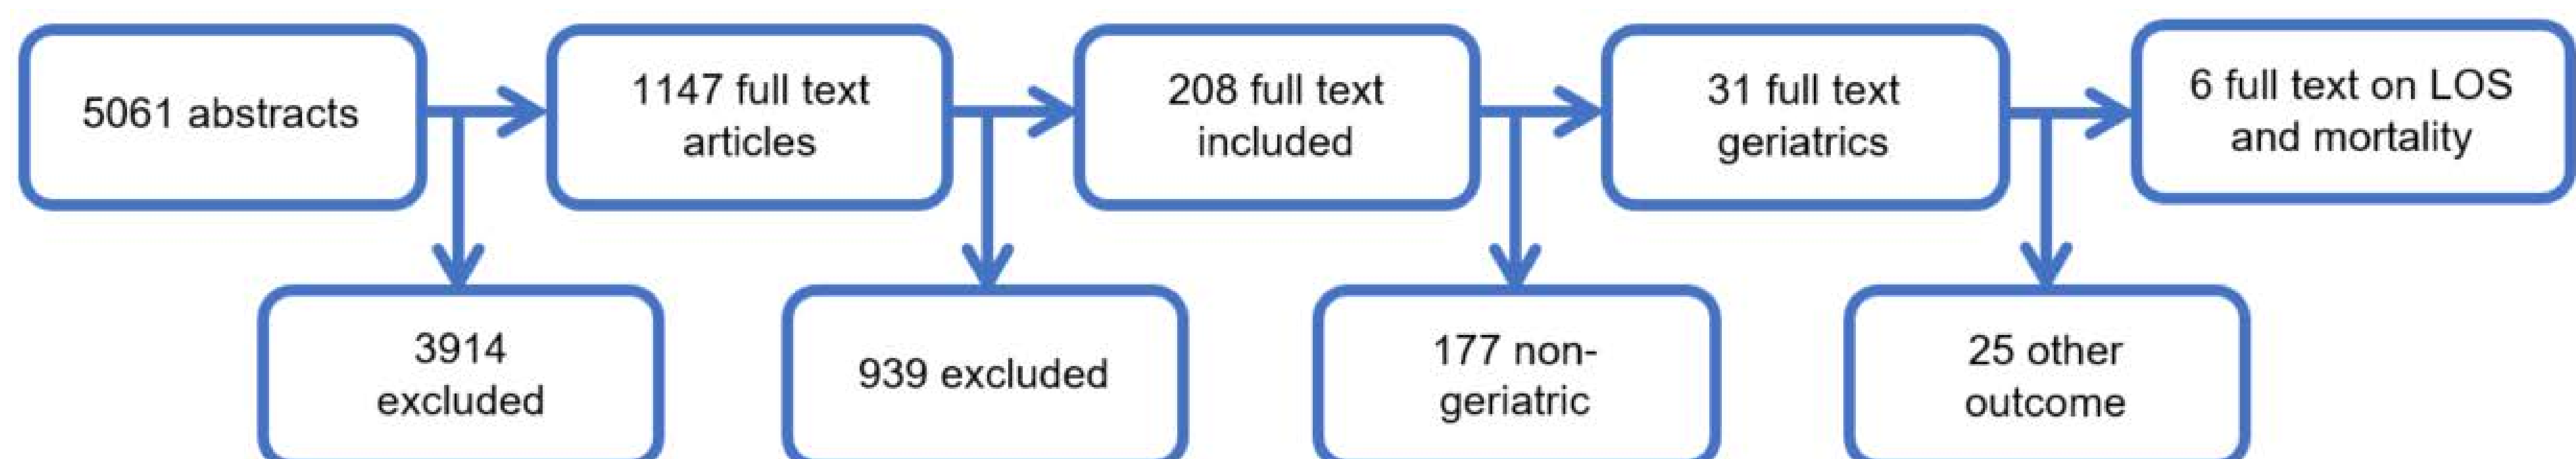 5061 abstracts
1147 full text
articles
208 full text
included
31 full text
geriatrics
6 full text on LOS
and mortality
3914
excluded
939 excluded
177 non-
geriatric
25 other
outcome